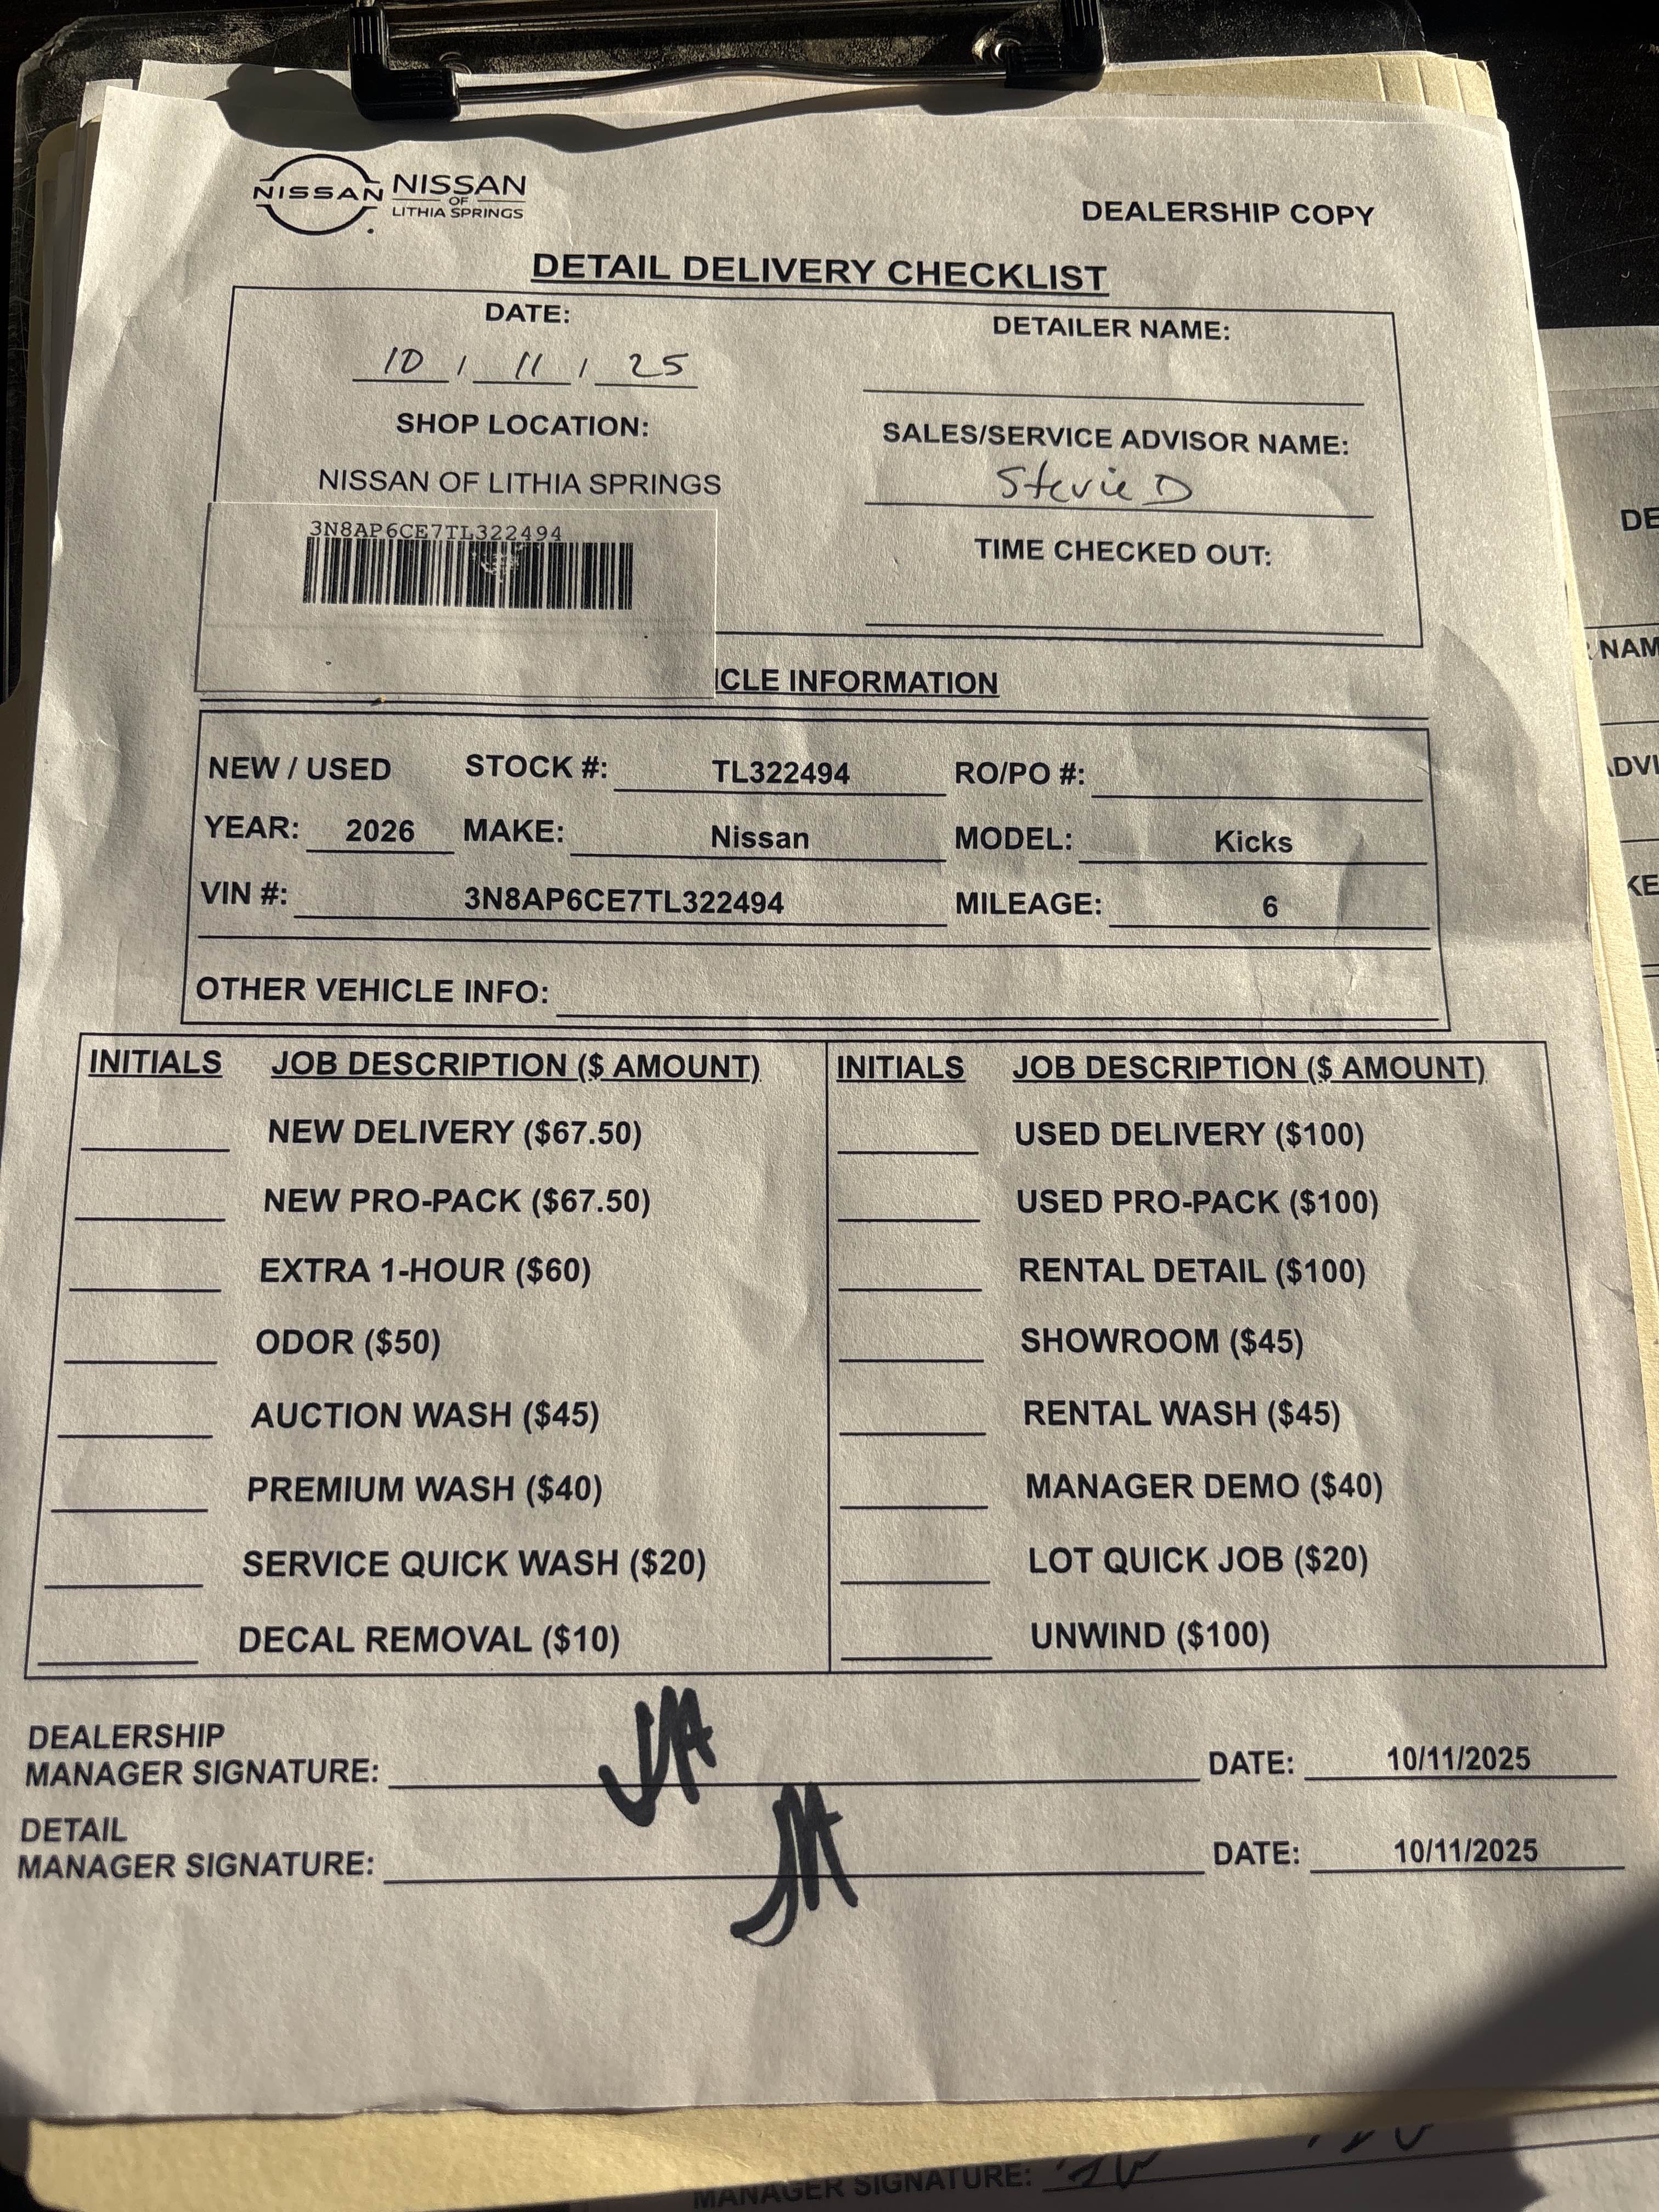 NISSAN NISSAN
OF
LITHIA SPRINGS
DEALERSHIP COPY
DETAIL DELIVERY CHECKLIST
DATE:
10 / 11 / 25
DETAILER NAME:
SHOP LOCATION:
NISSAN OF LITHIA SPRINGS
SALES/SERVICE ADVISOR NAME:
Stevie D
3N8AP6CE7TL322494
TIME CHECKED OUT:
ICLE INFORMATION
NEW / USED STOCK #: TL322494 RO/PO #:
YEAR: 2026 MAKE: Nissan MODEL: Kicks
VIN #: 3N8AP6CE7TL322494 MILEAGE: 6
OTHER VEHICLE INFO:
INITIALS JOB DESCRIPTION ($ AMOUNT) INITIALS JOB DESCRIPTION ($ AMOUNT)
NEW DELIVERY ($67.50) USED DELIVERY ($100)
NEW PRO-PACK ($67.50) USED PRO-PACK ($100)
EXTRA 1-HOUR ($60) RENTAL DETAIL ($100)
ODOR ($50) SHOWROOM ($45)
AUCTION WASH ($45) RENTAL WASH ($45)
PREMIUM WASH ($40) MANAGER DEMO ($40)
SERVICE QUICK WASH ($20) LOT QUICK JOB ($20)
DECAL REMOVAL ($10) UNWIND ($100)
DEALERSHIP
MANAGER SIGNATURE: DATE: 10/11/2025
DETAIL
MANAGER SIGNATURE: DATE: 10/11/2025
MANAGER SIGNATURE:
DE
NAM
ADVI
KE